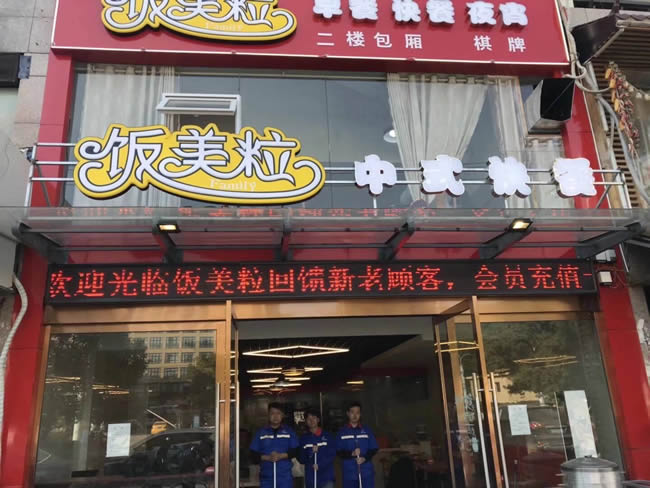 饭美粒
Family
早餐 快餐 夜宵
二楼包厢 棋牌
饭美粒
Family
中式快餐
欢迎光临饭美粒回馈新老顾客，会员充值